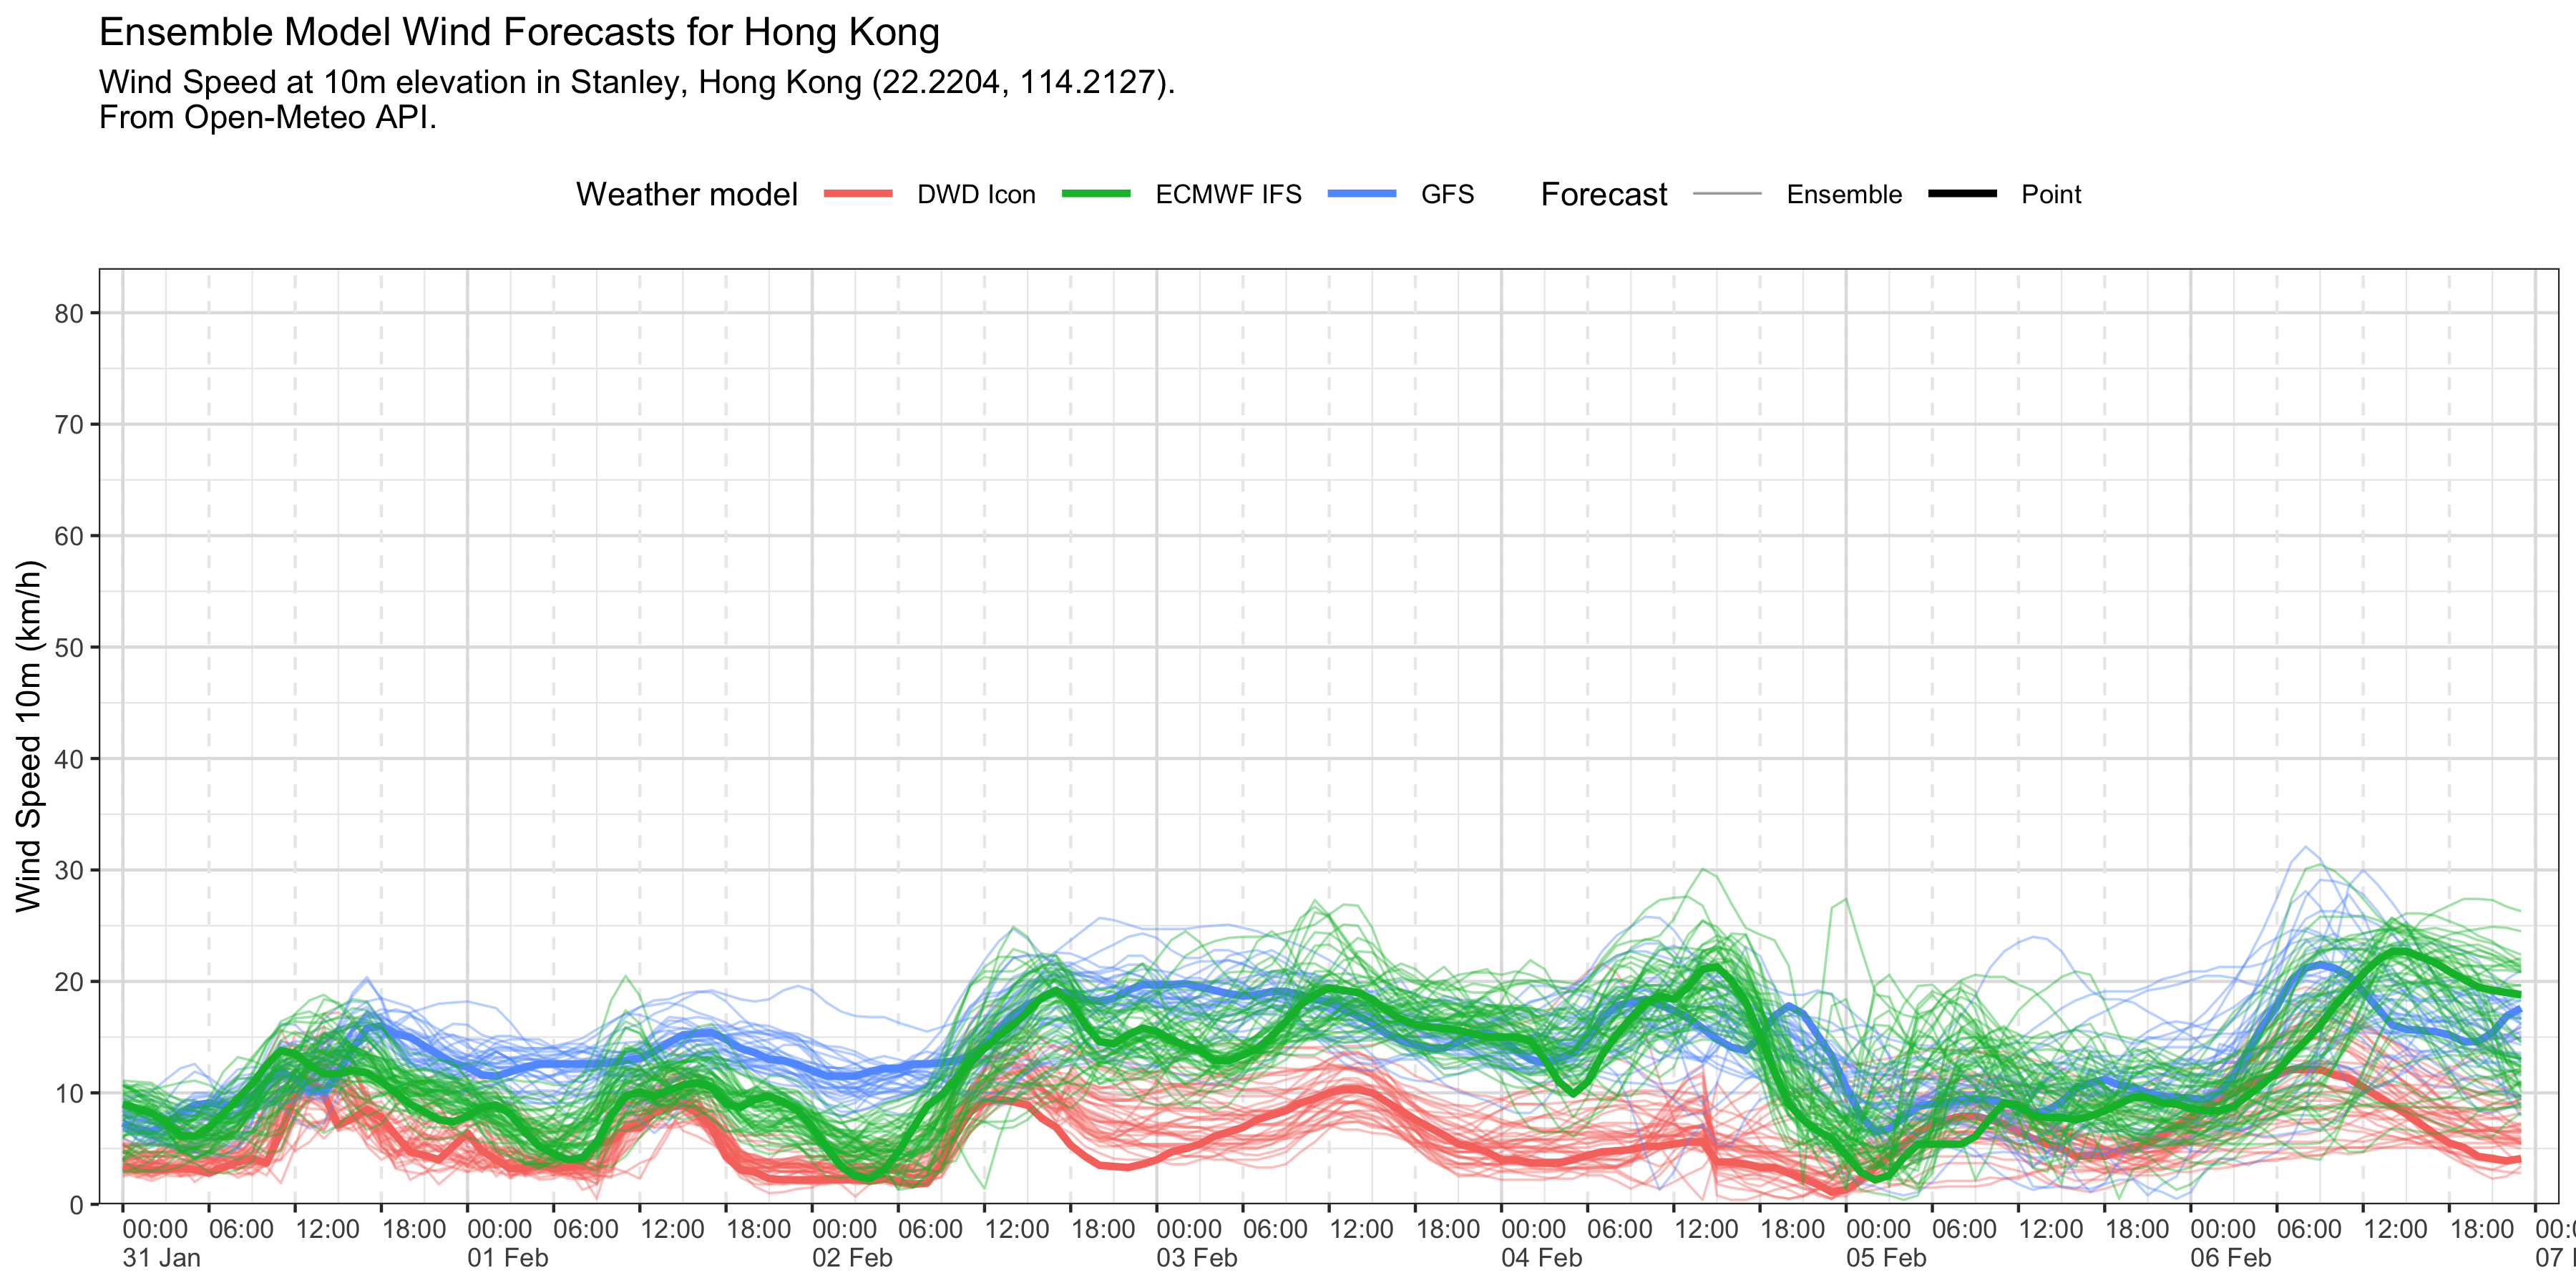 Ensemble Model Wind Forecasts for Hong Kong
Wind Speed at 10m elevation in Stanley, Hong Kong (22.2204, 114.2127).
From Open-Meteo API.
Weather model DWD Icon ECMWF IFS GFS Forecast Ensemble Point
Wind Speed 10m (km/h)
80
70
60
50
40
30
20
10
0
00:00 06:00 12:00 18:00 00:00 06:00 12:00 18:00 00:00 06:00 12:00 18:00 00:00 06:00 12:00 18:00 00:00 06:00 12:00 18:00 00:00 06:00 12:00 18:00 00:00 06:00 12:00 18:00
31 Jan 01 Feb 02 Feb 03 Feb 04 Feb 05 Feb 06 Feb 07